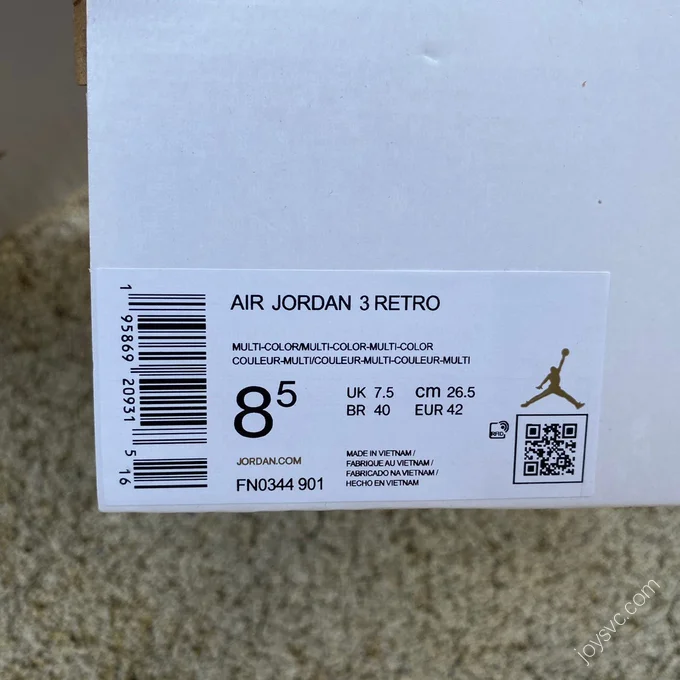 AIR JORDAN 3 RETRO
MULTI-COLOR/MULTI-COLOR-MULTI-COLOR
COULEUR-MULTI/COULEUR-MULTI-COULEUR-MULTI
8⁵
UK 7.5 cm 26.5
BR 40 EUR 42
JORDAN.COM
FN0344 901
MADE IN VIETNAM /
FABRIQUE AU VIETNAM /
FABRICADO NA VIETNAM /
HECHO EN VIETNAM
RFID
1 95869 20931 5 16
joysvc.com